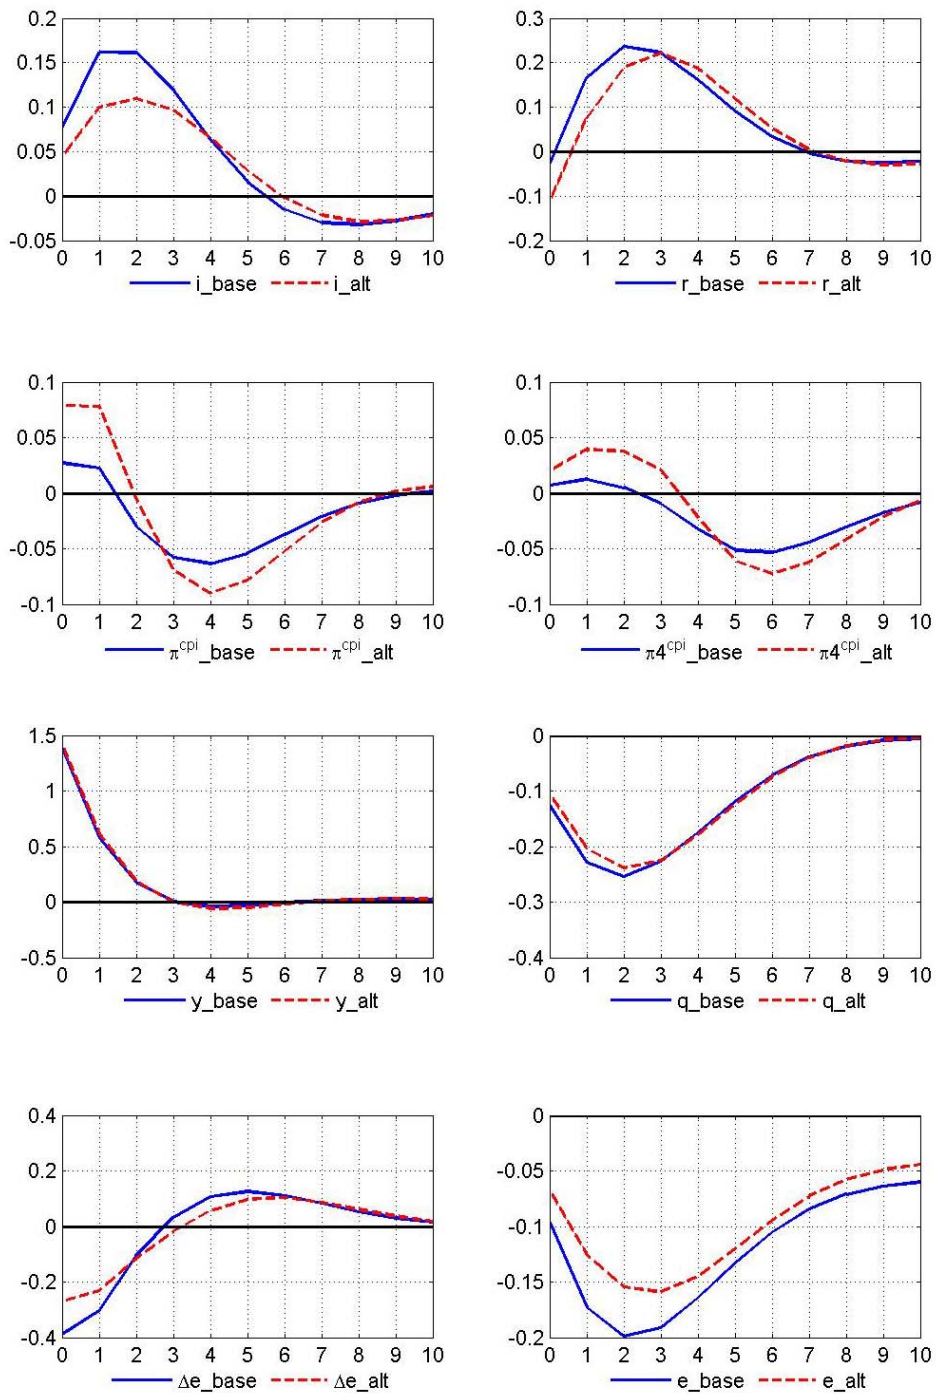 0.2
0.15
0.1
0.05
0
-0.05
0 1 2 3 4 5 6 7 8 9 10
i_base i_alt
0.3
0.2
0.1
0
-0.1
-0.2
0 1 2 3 4 5 6 7 8 9 10
r_base r_alt
0.1
0.05
0
-0.05
-0.1
0 1 2 3 4 5 6 7 8 9 10
π^cpi_base π^cpi_alt
0.1
0.05
0
-0.05
-0.1
0 1 2 3 4 5 6 7 8 9 10
π4^cpi_base π4^cpi_alt
1.5
1
0.5
0
-0.5
0 1 2 3 4 5 6 7 8 9 10
y_base y_alt
0
-0.1
-0.2
-0.3
-0.4
0 1 2 3 4 5 6 7 8 9 10
q_base q_alt
0.4
0.2
0
-0.2
-0.4
0 1 2 3 4 5 6 7 8 9 10
Δe_base Δe_alt
0
-0.05
-0.1
-0.15
-0.2
0 1 2 3 4 5 6 7 8 9 10
e_base e_alt